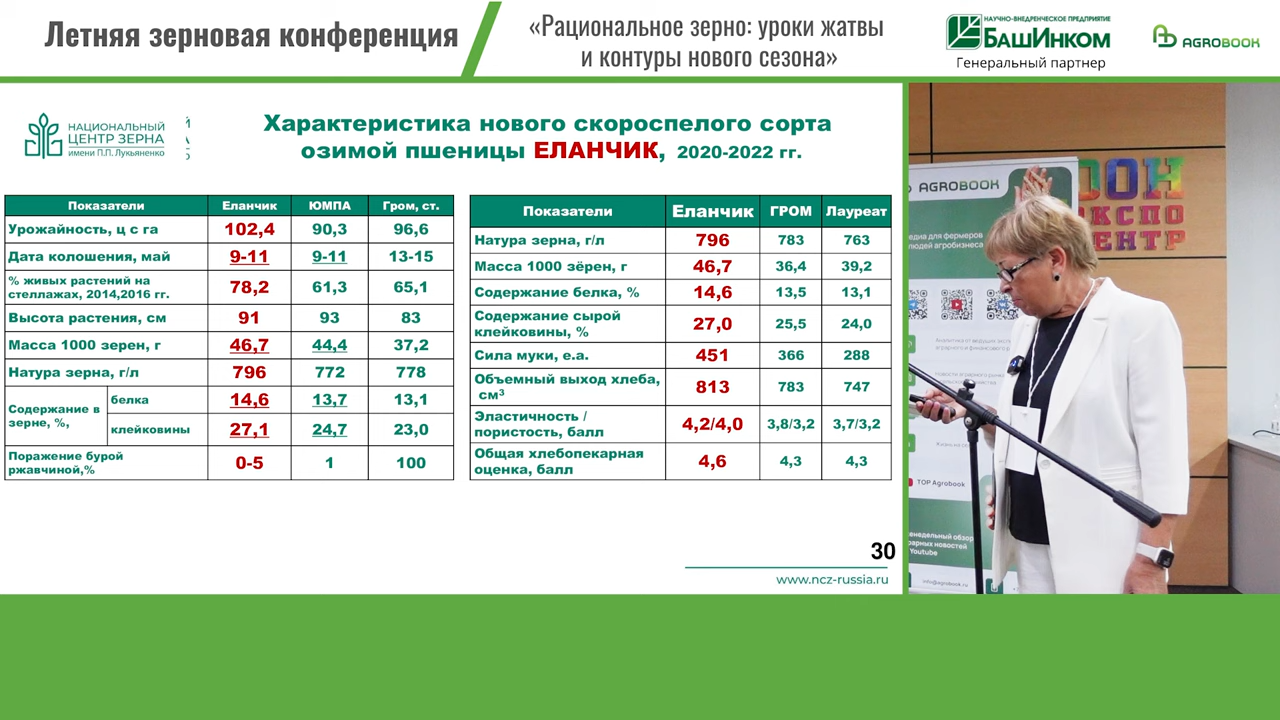 Летняя зерновая конференция
«Рациональное зерно: уроки жатвы
и контуры нового сезона»
НАУЧНО-ВНЕДРЕНЧЕСКОЕ ПРЕДПРИЯТИЕ
БАШИНКОМ
Генеральный партнер
AGROBOOK
НАЦИОНАЛЬНЫЙ
ЦЕНТР ЗЕРНА
имени П.П. Лукьяненко
Характеристика нового скороспелого сорта
озимой пшеницы ЕЛАНЧИК, 2020-2022 гг.
Показатели Еланчик ЮМПА Гром, ст.
Урожайность, ц с га 102,4 90,3 96,6
Дата колошения, май 9-11 9-11 13-15
% живых растений на
стеллажах, 2014,2016 гг. 78,2 61,3 65,1
Высота растения, см 91 93 83
Масса 1000 зерен, г 46,7 44,4 37,2
Натура зерна, г/л 796 772 778
Содержание в
зерне, %,
белка 14,6 13,7 13,1
клейковины 27,1 24,7 23,0
Поражение бурой
ржавчиной,% 0-5 1 100
Показатели Еланчик ГРОМ Лауреат
Натура зерна, г/л 796 783 763
Масса 1000 зёрен, г 46,7 36,4 39,2
Содержание белка, % 14,6 13,5 13,1
Содержание сырой
клейковины, % 27,0 25,5 24,0
Сила муки, е.а. 451 366 288
Объемный выход хлеба,
см³ 813 783 747
Эластичность /
пористость, балл 4,2/4,0 3,8/3,2 3,7/3,2
Общая хлебопекарная
оценка, балл 4,6 4,3 4,3
30
www.ncz-russia.ru
AGROBOOK
ДОН
ЭКСПО
ЦЕНТР
для фермеров
людей агробизнеса
TOP Agrobook
Youtube
info@agrobook.ru